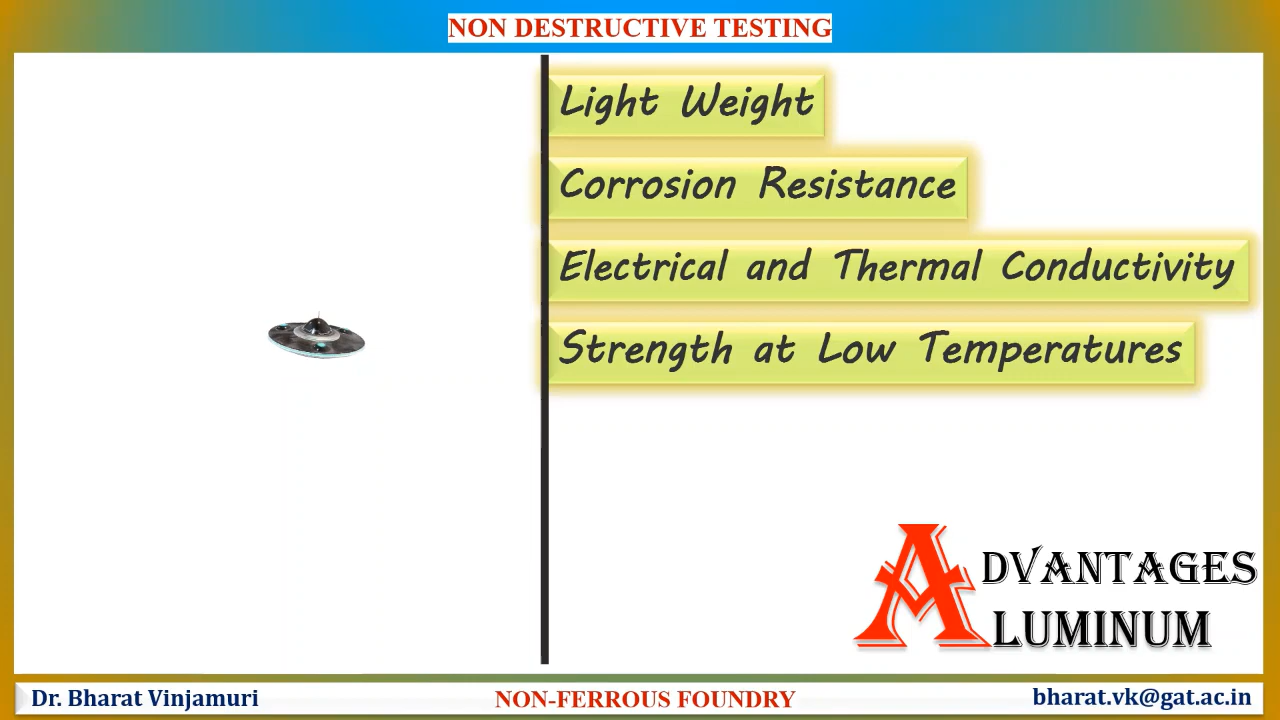 NON DESTRUCTIVE TESTING
Light Weight
Corrosion Resistance
Electrical and Thermal Conductivity
Strength at Low Temperatures
ADVANTAGES
ALUMINUM
Dr. Bharat Vinjamuri
NON-FERROUS FOUNDRY
bharat.vk@gat.ac.in